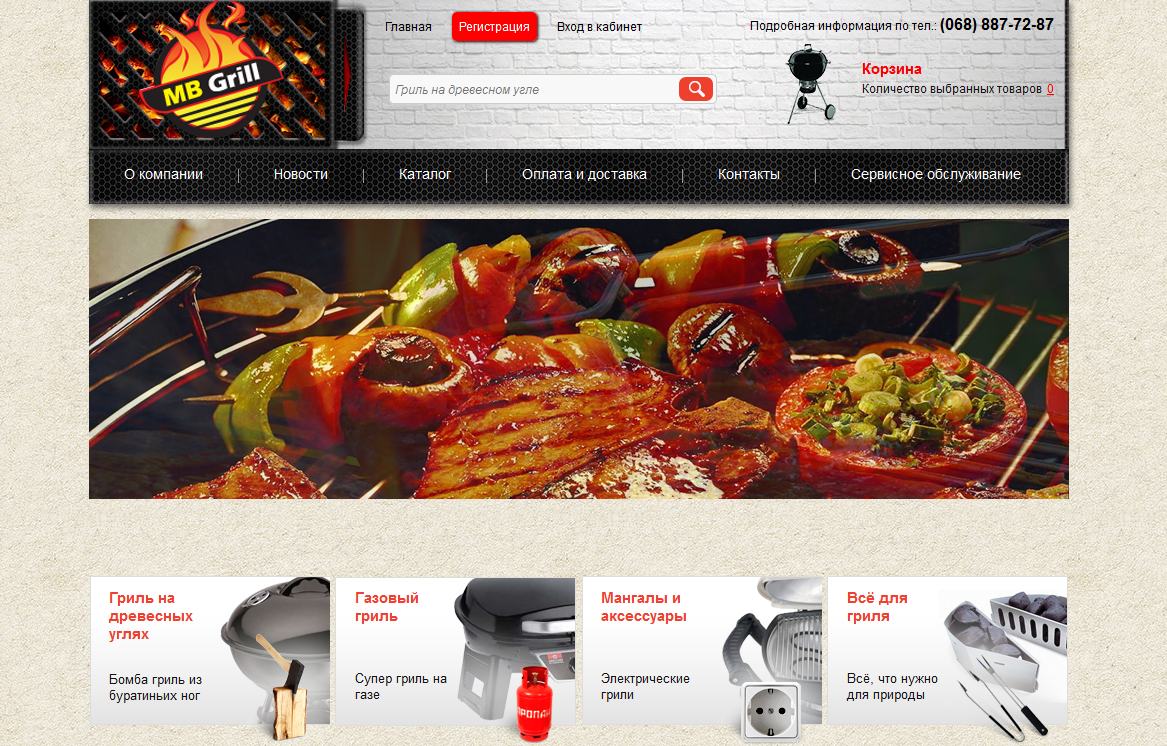 MB Grill
Главная
Регистрация
Вход в кабинет
Подробная информация по тел.: (068) 887-72-87
Гриль на древесном угле
Корзина
Количество выбранных товаров 0
О компании
Новости
Каталог
Оплата и доставка
Контакты
Сервисное обслуживание
Гриль на
древесных
углях
Бомба гриль из
буратиньих ног
Газовый
гриль
Супер гриль на
газе
ПРОПАН
Мангалы и
аксессуары
Электрические
грили
Всё для
гриля
Всё, что нужно
для природы